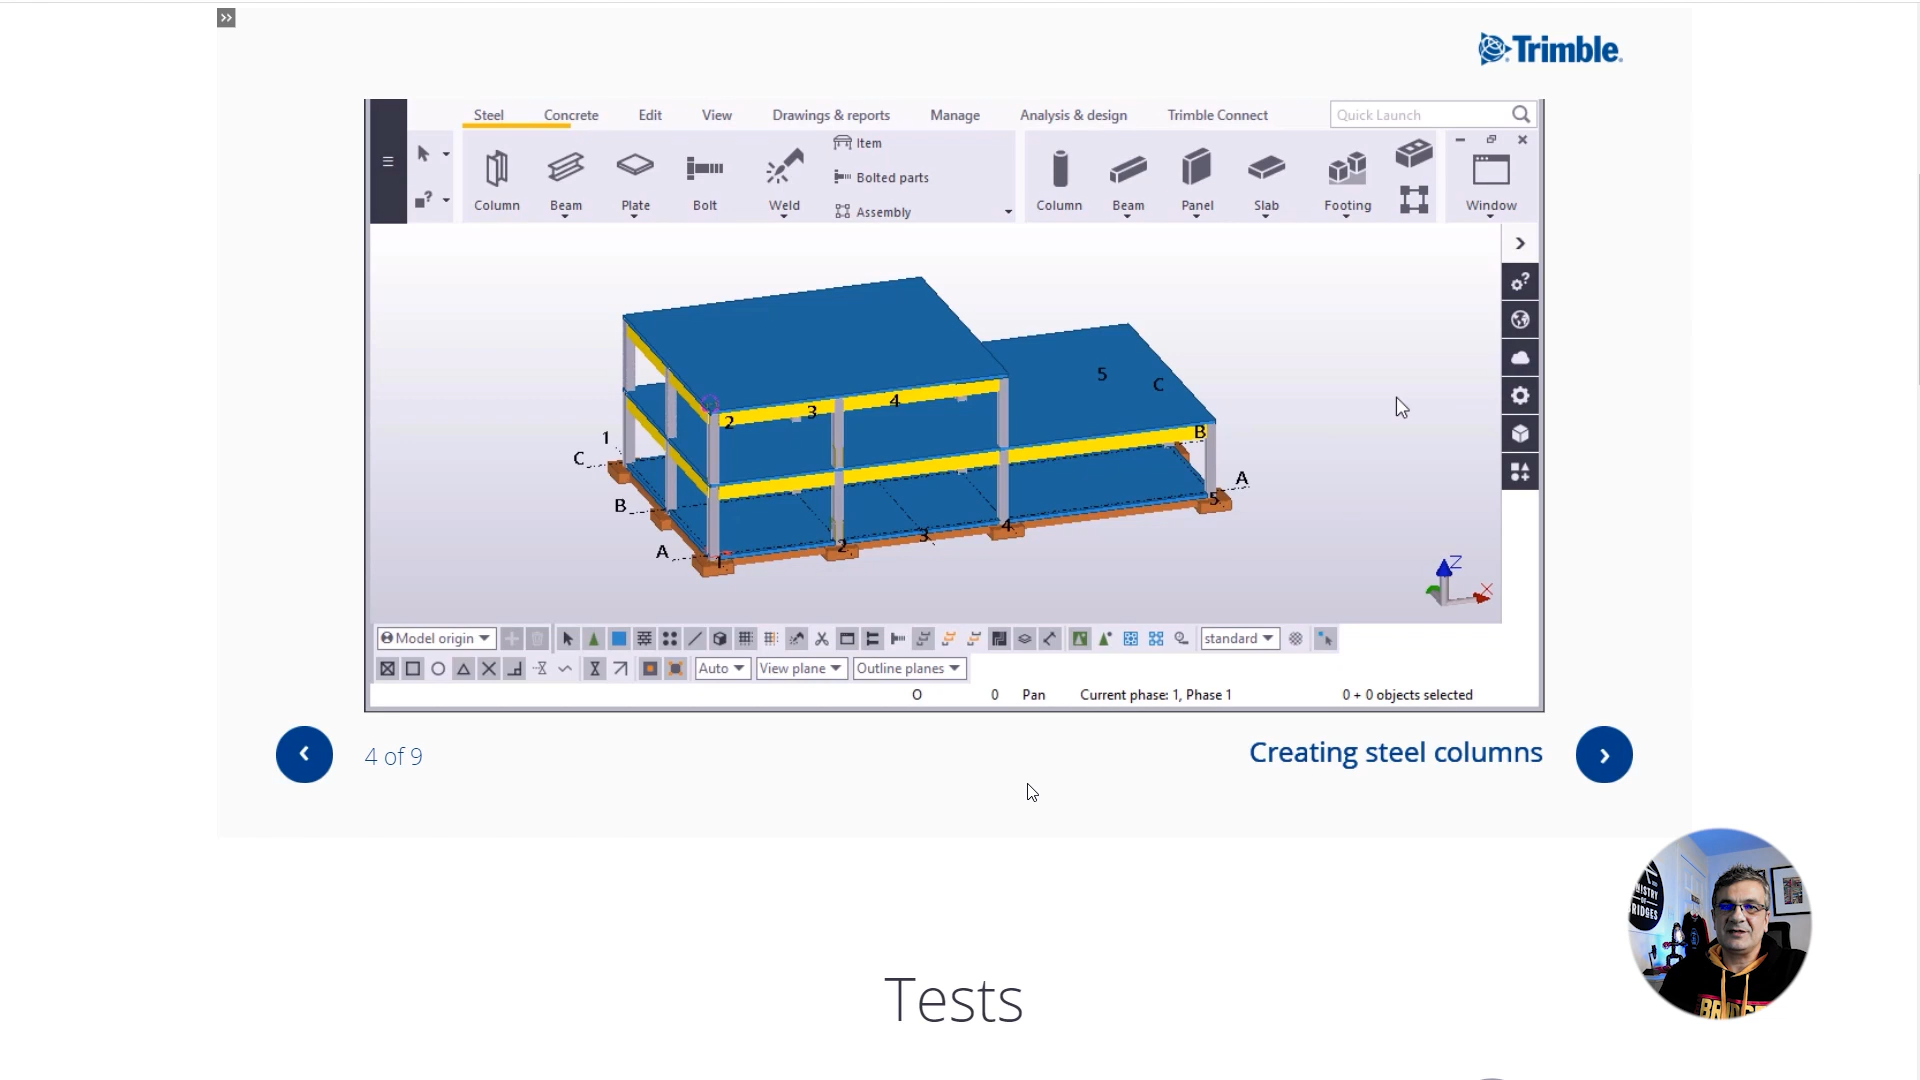 Trimble
Steel Concrete Edit View Drawings & reports Manage Analysis & design Trimble Connect Quick Launch
Item
Bolted parts
Assembly
Column Beam Plate Bolt Weld Column Beam Panel Slab Footing Window
5 C
3 4
2
1 B
C
A
B 5
4
A 1 2 3
Z
X
Model origin standard
Auto View plane Outline planes
O 0 Pan Current phase: 1, Phase 1 0 + 0 objects selected
4 of 9 Creating steel columns
Tests